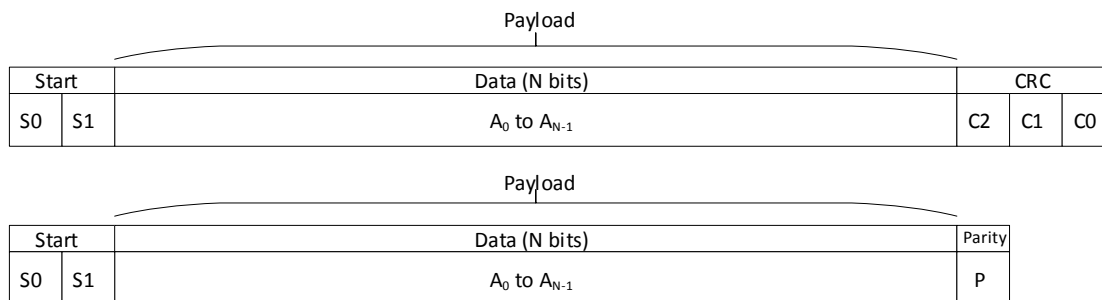 Payload
Start Data (N bits) CRC
S0 S1 A0 to AN-1 C2 C1 C0
Payload
Start Data (N bits) Parity
S0 S1 A0 to AN-1 P